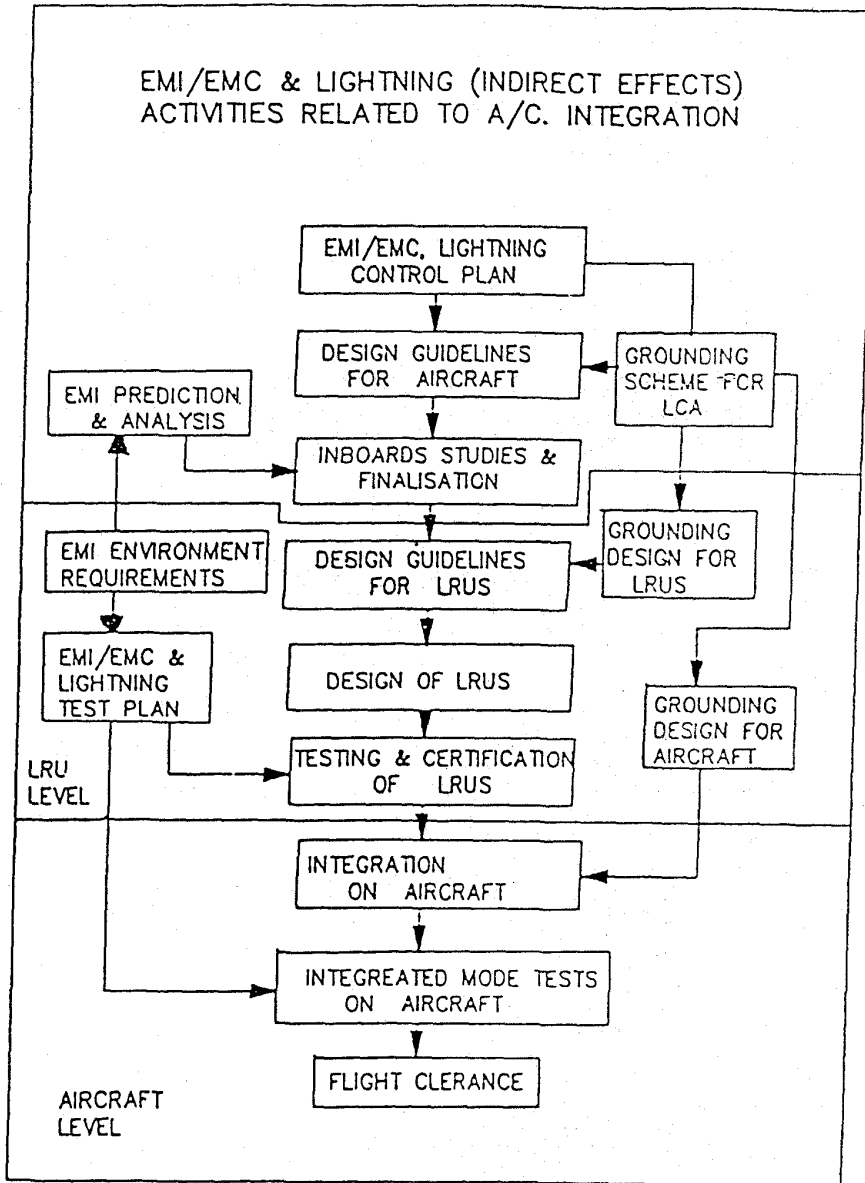 EMI/EMC & LIGHTNING (INDIRECT EFFECTS)
ACTIVITIES RELATED TO A/C. INTEGRATION
EMI/EMC, LIGHTNING
CONTROL PLAN
DESIGN GUIDELINES
FOR AIRCRAFT
GROUNDING
SCHEME FOR
LCA
EMI PREDICTION
& ANALYSIS
INBOARDS STUDIES &
FINALISATION
EMI ENVIRONMENT
REQUIREMENTS
DESIGN GUIDELINES
FOR LRUS
GROUNDING
DESIGN FOR
LRUS
EMI/EMC &
LIGHTNING
TEST PLAN
DESIGN OF LRUS
GROUNDING
DESIGN FOR
AIRCRAFT
TESTING & CERTIFICATION
OF LRUS
LRU
LEVEL
INTEGRATION
ON AIRCRAFT
INTEGREATED MODE TESTS
ON AIRCRAFT
FLIGHT CLERANCE
AIRCRAFT
LEVEL